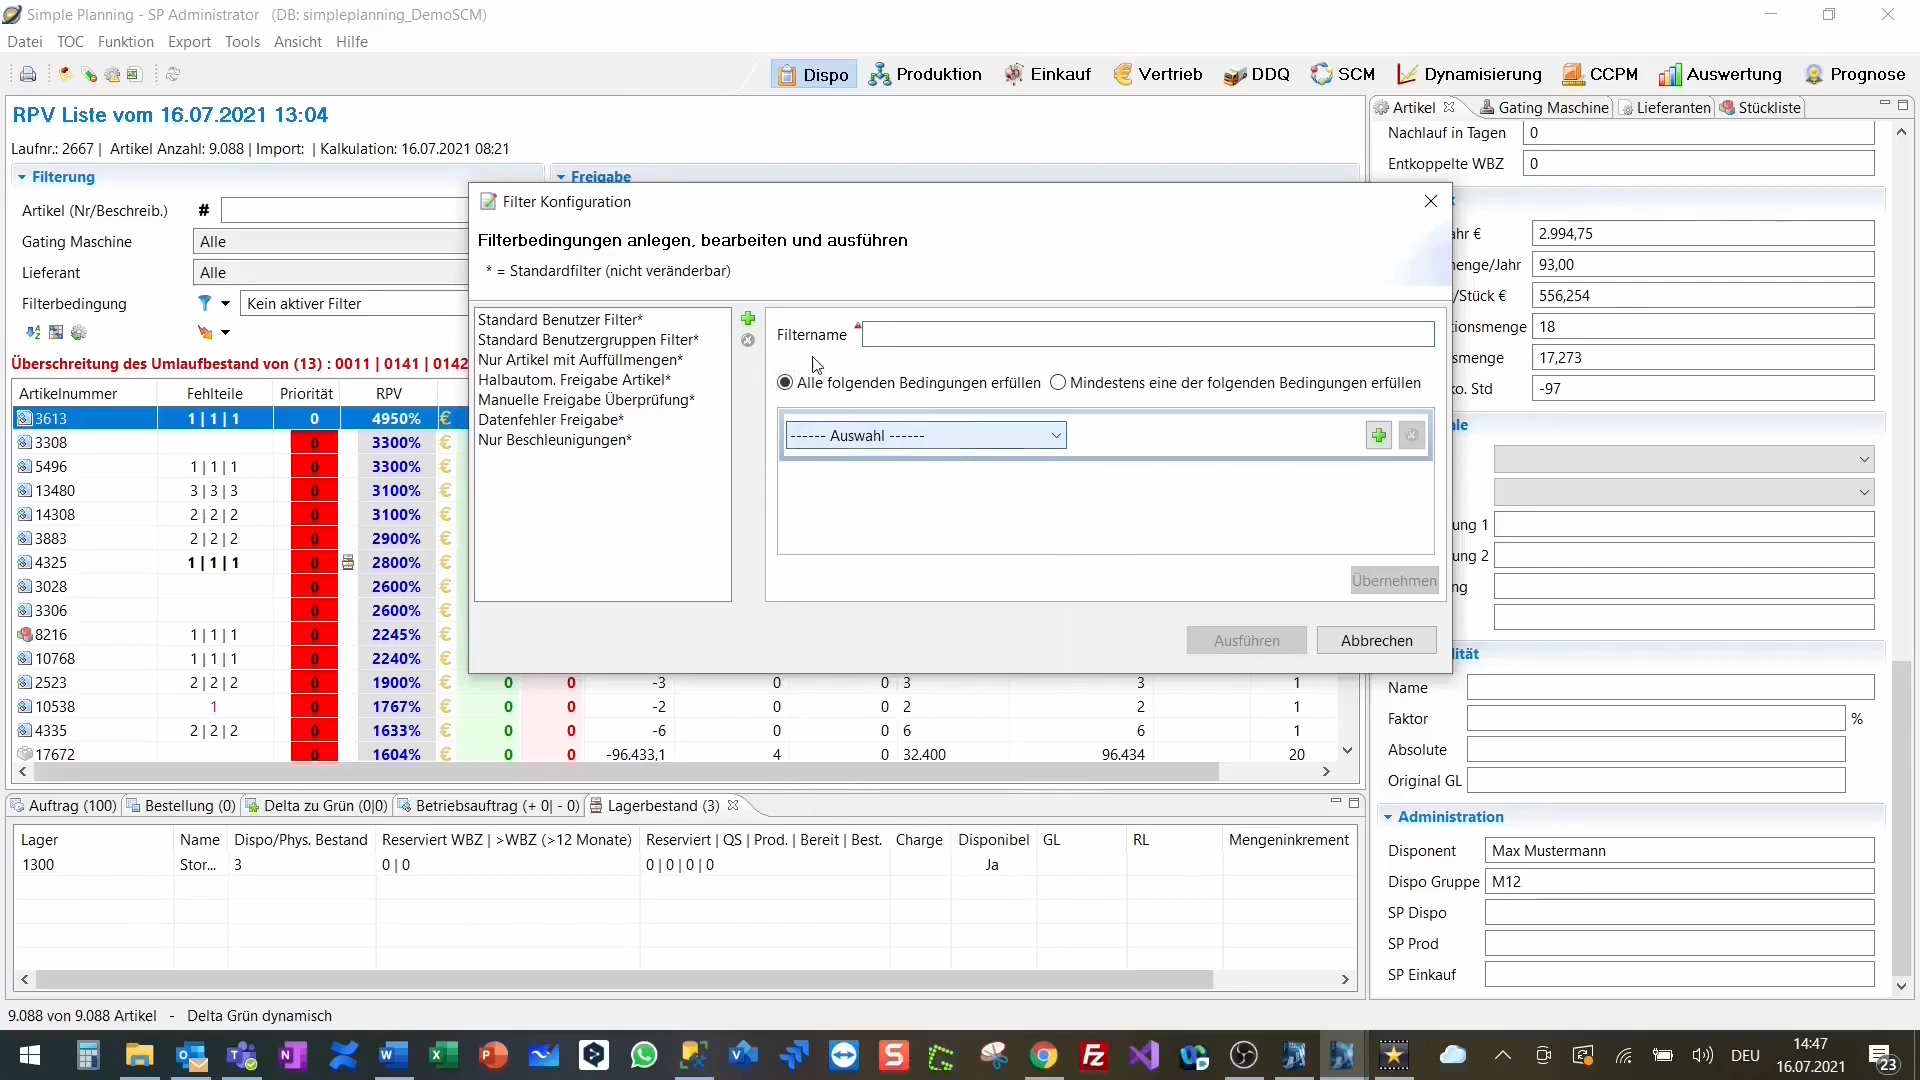 Simple Planning - SP Administrator (DB: simpleplanning_DemoSCM)
Datei TOC Funktion Export Tools Ansicht Hilfe
Dispo Produktion Einkauf Vertrieb DDQ SCM Dynamisierung CCPM Auswertung Prognose
RPV Liste vom 16.07.2021 13:04
Laufnr.: 2667 | Artikel Anzahl: 9.088 | Import: | Kalkulation: 16.07.2021 08:21
Filterung
Freigabe
Artikel (Nr/Beschreib.) #
Gating Maschine Alle
Lieferant Alle
Filterbedingung Kein aktiver Filter
Überschreitung des Umlaufbestand von (13) : 0011 | 0141 | 0142
Artikelnummer Fehlteile Priorität RPV
3613 1 | 1 | 1 0 4950% €
3308 0 3300% €
5496 1 | 1 | 1 0 3300% €
13480 3 | 3 | 3 0 3100% €
14308 2 | 2 | 2 0 3100% €
3883 2 | 2 | 2 0 2900% €
4325 1 | 1 | 1 0 2800% €
3028 0 2600% €
3306 0 2600% €
8216 1 | 1 | 1 0 2245% €
10768 1 | 1 | 1 0 2240% €
2523 2 | 2 | 2 0 1900% € 0 0 -3 0 0 3 3 1
10538 1 0 1767% € 0 0 -2 0 0 2 2 1
4335 2 | 2 | 2 0 1633% € 0 0 -6 0 0 6 6 1
17672 0 1604% € 0 0 -96.433,1 4 0 32.400 96.434 20
Filter Konfiguration
Filterbedingungen anlegen, bearbeiten und ausführen
* = Standardfilter (nicht veränderbar)
Standard Benutzer Filter*
Standard Benutzergruppen Filter*
Nur Artikel mit Auffüllmengen*
Halbautom. Freigabe Artikel*
Manuelle Freigabe Überprüfung*
Datenfehler Freigabe*
Nur Beschleunigungen*
Filtername
Alle folgenden Bedingungen erfüllen Mindestens eine der folgenden Bedingungen erfüllen
------ Auswahl ------
Übernehmen
Ausführen Abbrechen
Artikel Gating Maschine Lieferanten Stückliste
Nachlauf in Tagen 0
Entkoppelte WBZ 0
ahr € 2.994,75
enge/Jahr 93,00
/Stück € 556,254
ionsmenge 18
smenge 17,273
o. Std -97
ale
ung 1
ung 2
ng
ität
Name
Faktor %
Absolute
Original GL
Administration
Disponent Max Mustermann
Dispo Gruppe M12
SP Dispo
SP Prod
SP Einkauf
Auftrag (100) Bestellung (0) Delta zu Grün (0|0) Betriebsauftrag (+ 0| - 0) Lagerbestand (3)
Lager Name Dispo/Phys. Bestand Reserviert WBZ | >WBZ (>12 Monate) Reserviert | QS | Prod. | Bereit | Best. Charge Disponibel GL RL Mengeninkrement
1300 Stor... 3 0 | 0 0 | 0 | 0 | 0 Ja
9.088 von 9.088 Artikel - Delta Grün dynamisch
DEU
14:47
16.07.2021
23